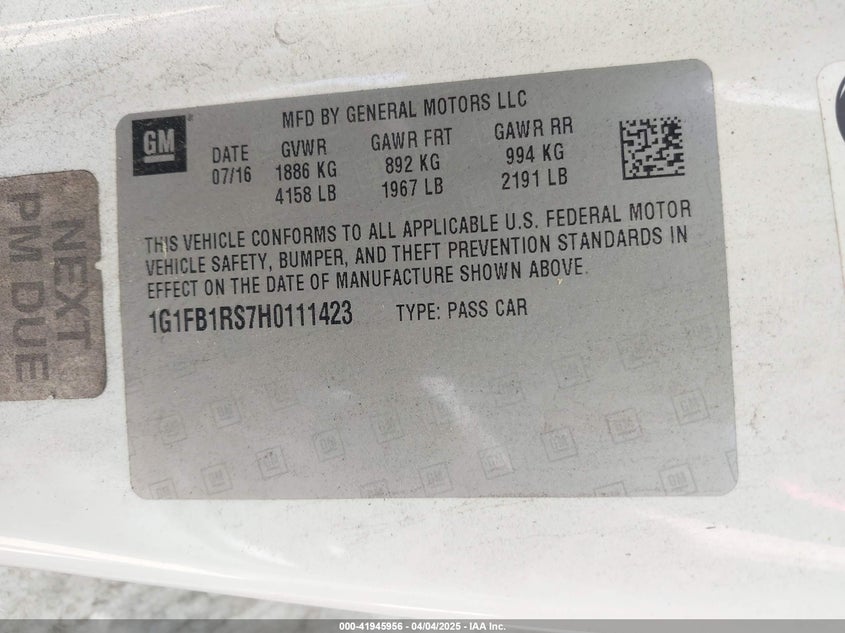 GM
®
MFD BY GENERAL MOTORS LLC
DATE GVWR GAWR FRT GAWR RR
07/16 1886 KG 892 KG 994 KG
4158 LB 1967 LB 2191 LB
THIS VEHICLE CONFORMS TO ALL APPLICABLE U.S. FEDERAL MOTOR
VEHICLE SAFETY, BUMPER, AND THEFT PREVENTION STANDARDS IN
EFFECT ON THE DATE OF MANUFACTURE SHOWN ABOVE.
1G1FB1RS7H0111423 TYPE: PASS CAR
NEXT
PM DUE
000-41945956 - 04/04/2025 - IAA Inc.